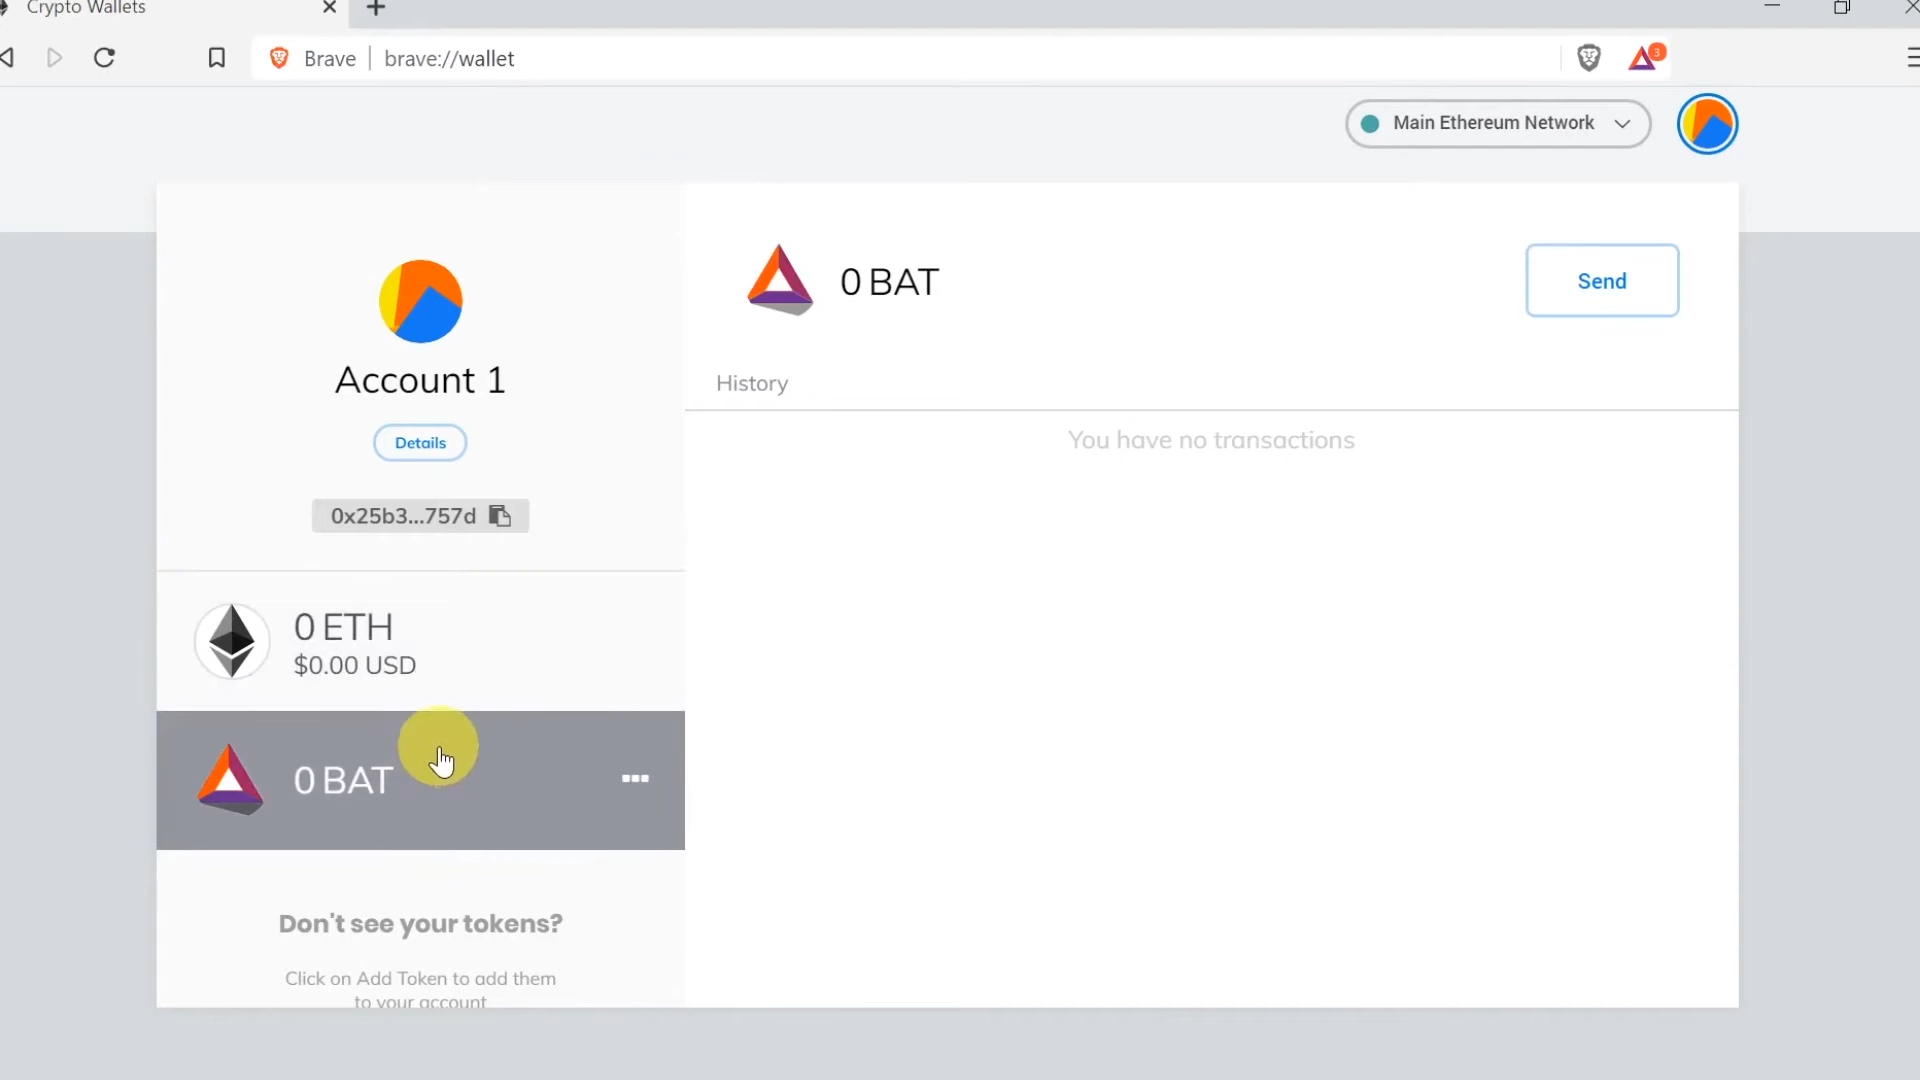 Crypto Wallets
Brave | brave://wallet
3
Main Ethereum Network
Account 1
Details
0x25b3...757d
0 ETH
$0.00 USD
0 BAT
Don't see your tokens?
Click on Add Token to add them
to your account
0 BAT
Send
History
You have no transactions